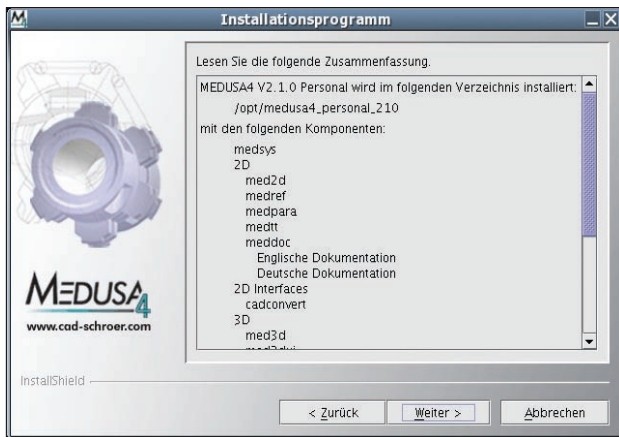 Installationsprogramm
Lesen Sie die folgende Zusammenfassung.
MEDUSA4 V2.1.0 Personal wird im folgenden Verzeichnis installiert:
/opt/medusa4_personal_210
mit den folgenden Komponenten:
medsys
2D
med2d
medref
medpara
medtt
meddoc
Englische Dokumentation
Deutsche Dokumentation
2D Interfaces
cadconvert
3D
med3d
MEDUSA4
www.cad-schroer.com
InstallShield
< Zurück
Weiter >
Abbrechen